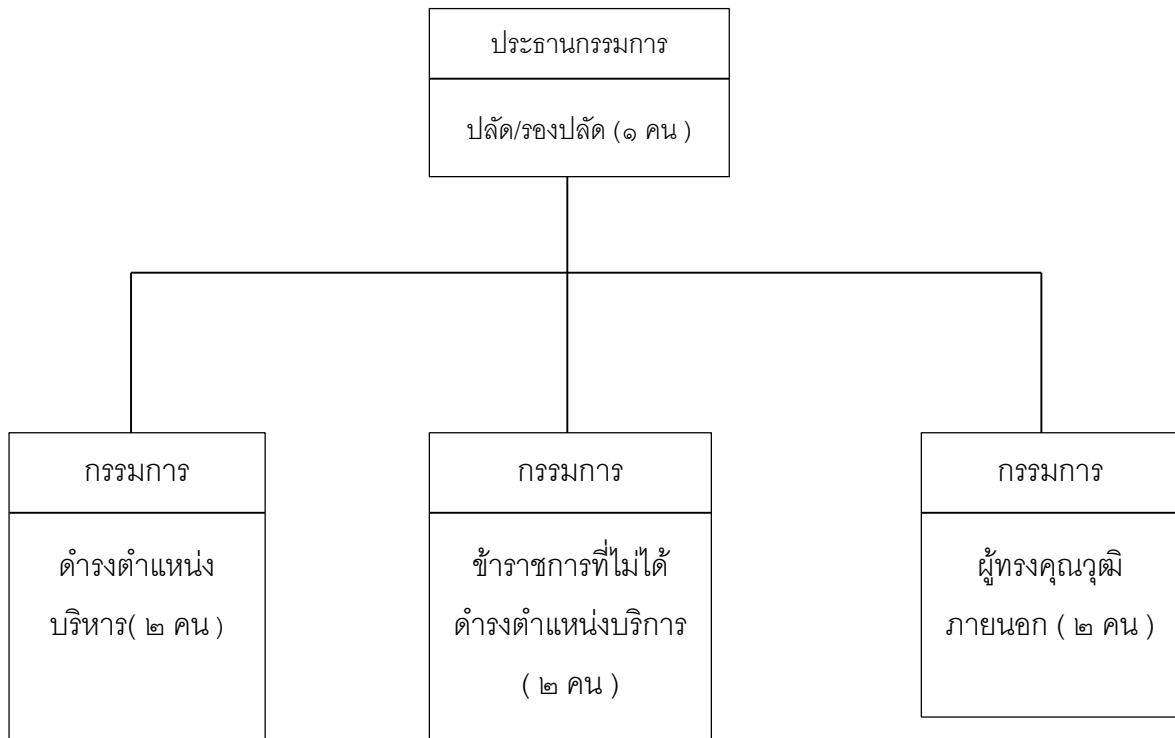 ประธานกรรมการ
ปลัด/รองปลัด (๑ คน )
กรรมการ
ดำรงตำแหน่ง
บริหาร( ๒ คน )
กรรมการ
ข้าราชการที่ไม่ได้
ดำรงตำแหน่งบริการ
( ๒ คน )
กรรมการ
ผู้ทรงคุณวุฒิ
ภายนอก ( ๒ คน )